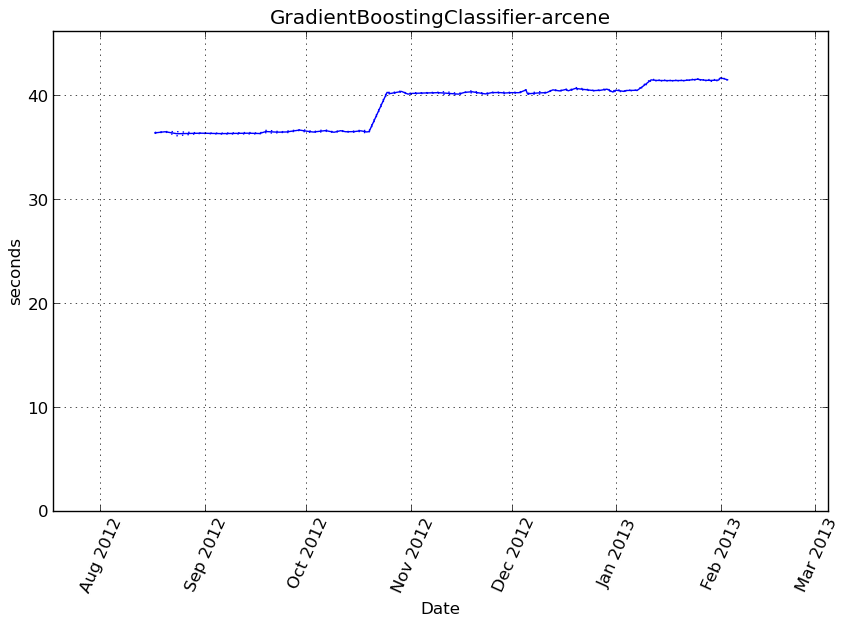 GradientBoostingClassifier-arcene
seconds
40
30
20
10
0
Aug 2012
Sep 2012
Oct 2012
Nov 2012
Dec 2012
Jan 2013
Feb 2013
Mar 2013
Date